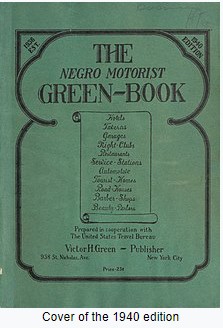 1936
EST.
1940
EDITION
THE
NEGRO MOTORIST
GREEN-BOOK
Hotels
Taverns
Garages
Night-Clubs
Restaurants
Service-Stations
Automotive
Tourist-Homes
Road-Houses
Barber-Shops
Beauty-Parlors
Prepared in cooperation with
The United States Travel Bureau
Victor H. Green - Publisher
938 St. Nicholas Ave. New York City
Price 25¢
Cover of the 1940 edition